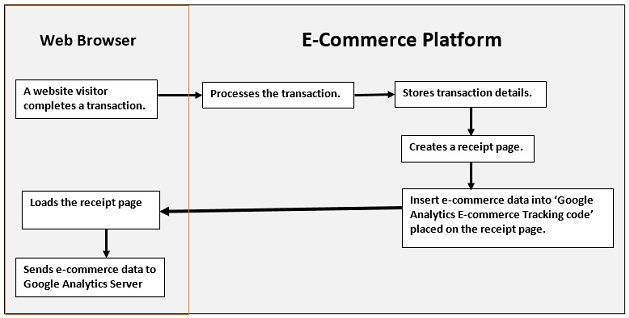 Web Browser
E-Commerce Platform
A website visitor
completes a transaction.
Processes the transaction.
Stores transaction details.
Creates a receipt page.
Insert e-commerce data into ‘Google
Analytics E-commerce Tracking code’
placed on the receipt page.
Loads the receipt page
Sends e-commerce data to
Google Analytics Server